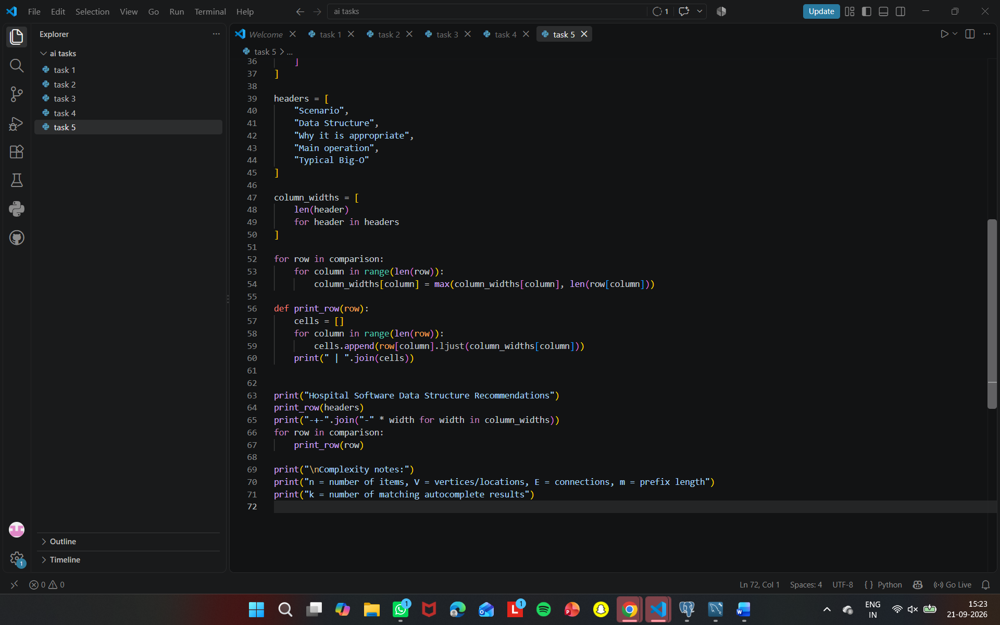 File Edit Selection View Go Run Terminal Help
ai tasks
1
Update
Explorer
ai tasks
task 1
task 2
task 3
task 4
task 5
Outline
Timeline
1
Welcome task 1 task 2 task 3 task 4 task 5
task 5 > ...
36 ]
37 ]
38
39 headers = [
40 "Scenario",
41 "Data Structure",
42 "Why it is appropriate",
43 "Main operation",
44 "Typical Big-O"
45 ]
46
47 column_widths = [
48 len(header)
49 for header in headers
50 ]
51
52 for row in comparison:
53 for column in range(len(row)):
54 column_widths[column] = max(column_widths[column], len(row[column]))
55
56 def print_row(row):
57 cells = []
58 for column in range(len(row)):
59 cells.append(row[column].ljust(column_widths[column]))
60 print(" | ".join(cells))
61
62
63 print("Hospital Software Data Structure Recommendations")
64 print_row(headers)
65 print("-+-".join("-" * width for width in column_widths))
66 for row in comparison:
67 print_row(row)
68
69 print("\nComplexity notes:")
70 print("n = number of items, V = vertices/locations, E = connections, m = prefix length")
71 print("k = number of matching autocomplete results")
72
0 0
Ln 72, Col 1 Spaces: 4 UTF-8 { } Python Go Live
1
L 1
P
W
ENG
IN
15:23
21-09-2026